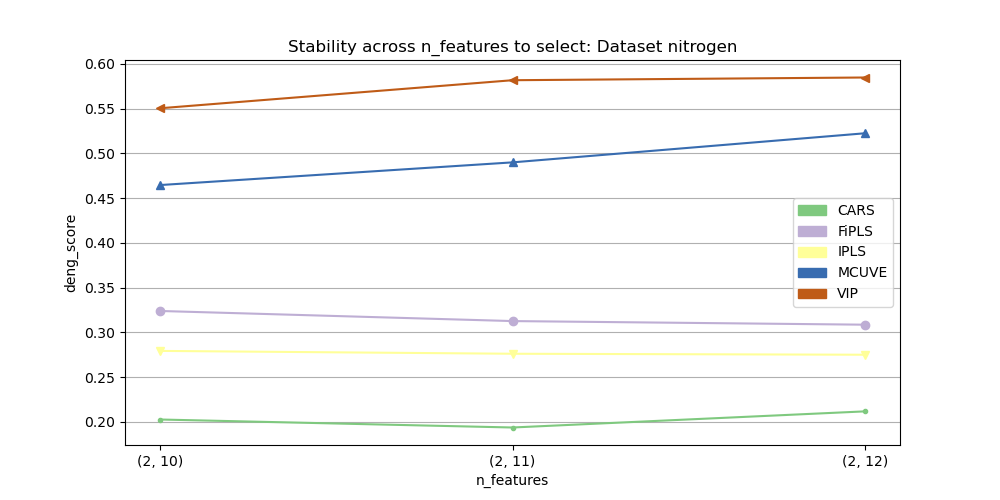 Stability across n_features to select: Dataset nitrogen
deng_score
0.60
0.55
0.50
0.45
0.40
0.35
0.30
0.25
0.20
CARS
FiPLS
IPLS
MCUVE
VIP
(2, 10)
(2, 11)
(2, 12)
n_features